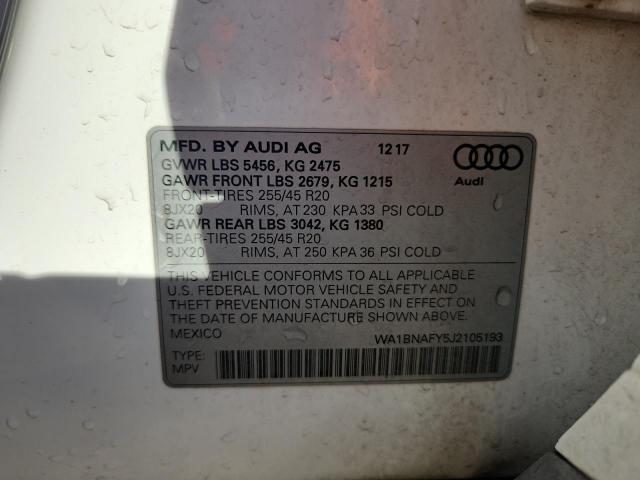 MFD. BY AUDI AG 12 17
GVWR LBS 5456, KG 2475
GAWR FRONT LBS 2679, KG 1215
FRONT-TIRES 255/45 R20
8JX20 RIMS, AT 230 KPA 33 PSI COLD
GAWR REAR LBS 3042, KG 1380
REAR-TIRES 255/45 R20
8JX20 RIMS, AT 250 KPA 36 PSI COLD
Audi
THIS VEHICLE CONFORMS TO ALL APPLICABLE
U.S. FEDERAL MOTOR VEHICLE SAFETY AND
THEFT PREVENTION STANDARDS IN EFFECT ON
THE DATE OF MANUFACTURE SHOWN ABOVE.
MEXICO WA1BNAFY5J2105193
TYPE:
MPV